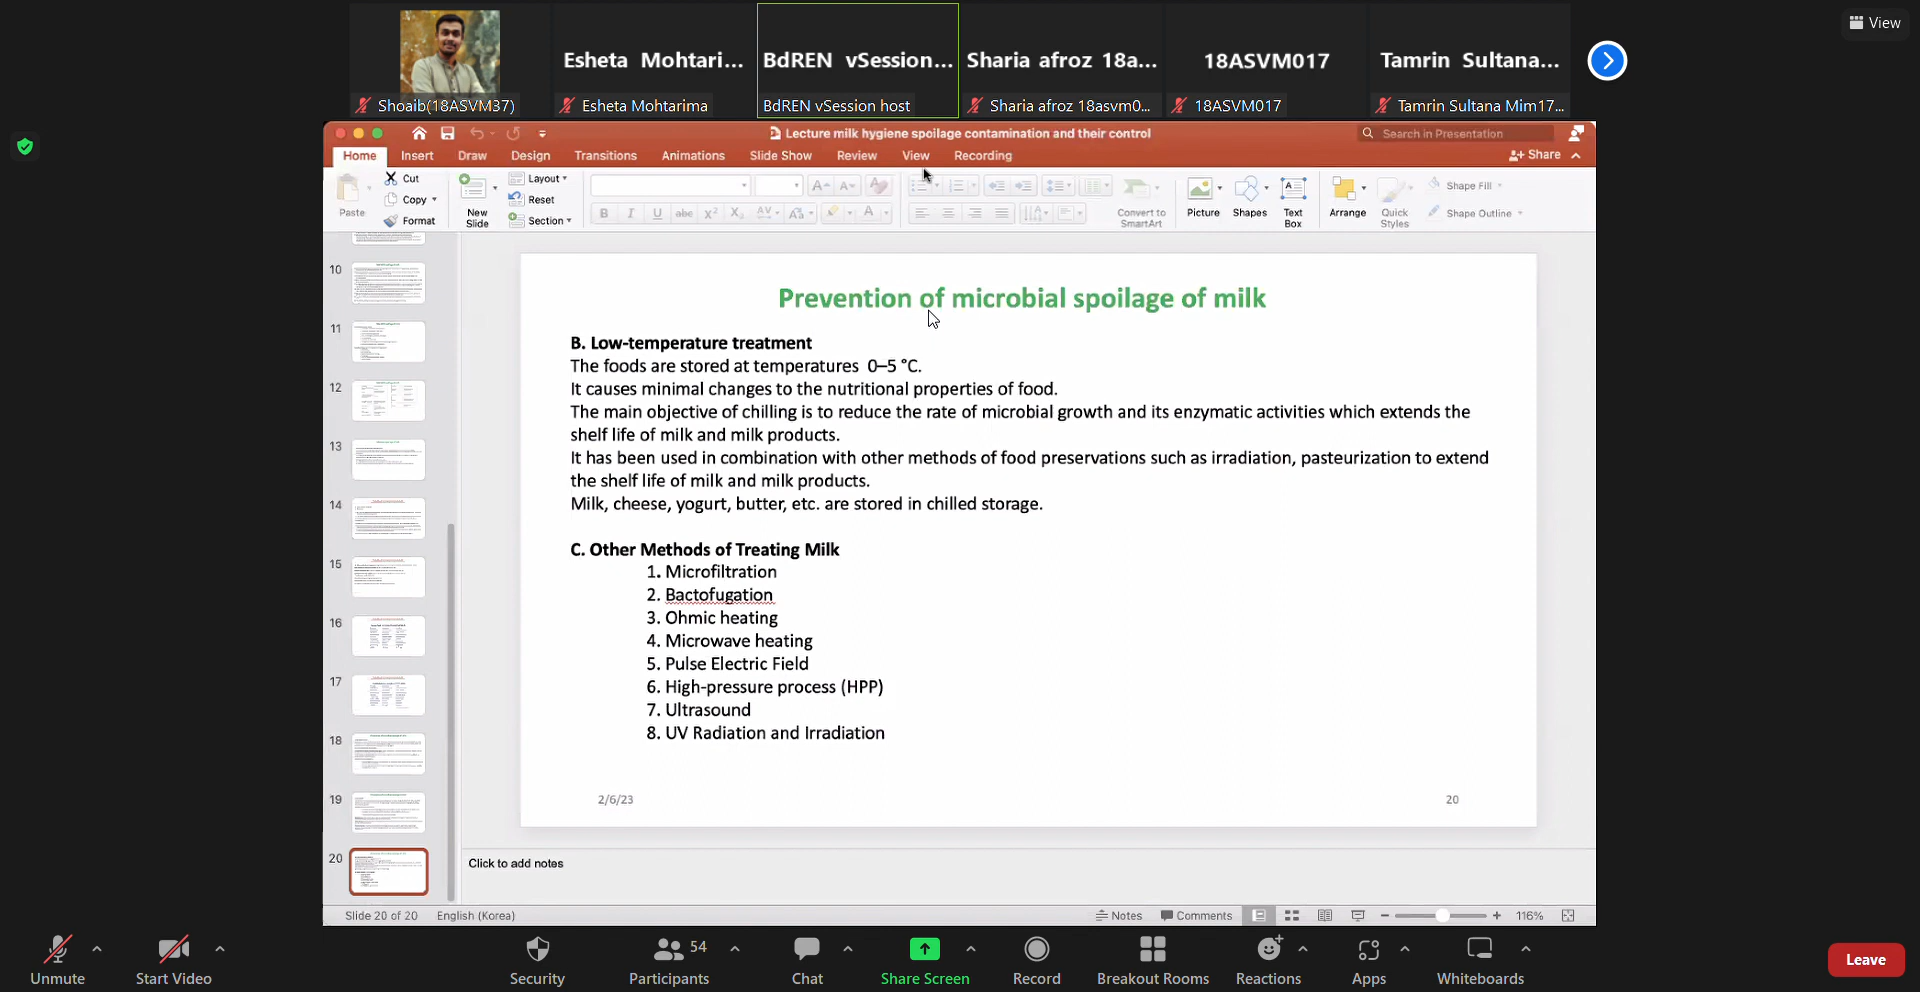 View
Esheta Mohtari...
BdREN vSession...
Sharia afroz 18a...
18ASVM017
Tamrin Sultana...
Shoaib(18ASVM37)
Esheta Mohtarima
BdREN vSession host
Sharia afroz 18asvm0...
18ASVM017
Tamrin Sultana Mim17...
Lecture milk hygiene spoilage contamination and their control
Search in Presentation
Home Insert Draw Design Transitions Animations Slide Show Review View Recording
Share
Paste
Cut
Copy
Format
New Slide
Layout
Reset
Section
Convert to SmartArt
Picture
Shapes
Text Box
Arrange
Quick Styles
Shape Fill
Shape Outline
10
11
12
13
14
15
16
17
18
19
20
Prevention of microbial spoilage of milk
B. Low-temperature treatment
The foods are stored at temperatures 0–5 °C.
It causes minimal changes to the nutritional properties of food.
The main objective of chilling is to reduce the rate of microbial growth and its enzymatic activities which extends the
shelf life of milk and milk products.
It has been used in combination with other methods of food preservations such as irradiation, pasteurization to extend
the shelf life of milk and milk products.
Milk, cheese, yogurt, butter, etc. are stored in chilled storage.
C. Other Methods of Treating Milk
1. Microfiltration
2. Bactofugation
3. Ohmic heating
4. Microwave heating
5. Pulse Electric Field
6. High-pressure process (HPP)
7. Ultrasound
8. UV Radiation and Irradiation
2/6/23
20
Click to add notes
Slide 20 of 20 English (Korea)
Notes Comments 116%
Unmute
Start Video
Security
54
Participants
Chat
Share Screen
Record
Breakout Rooms
Reactions
Apps
Whiteboards
Leave